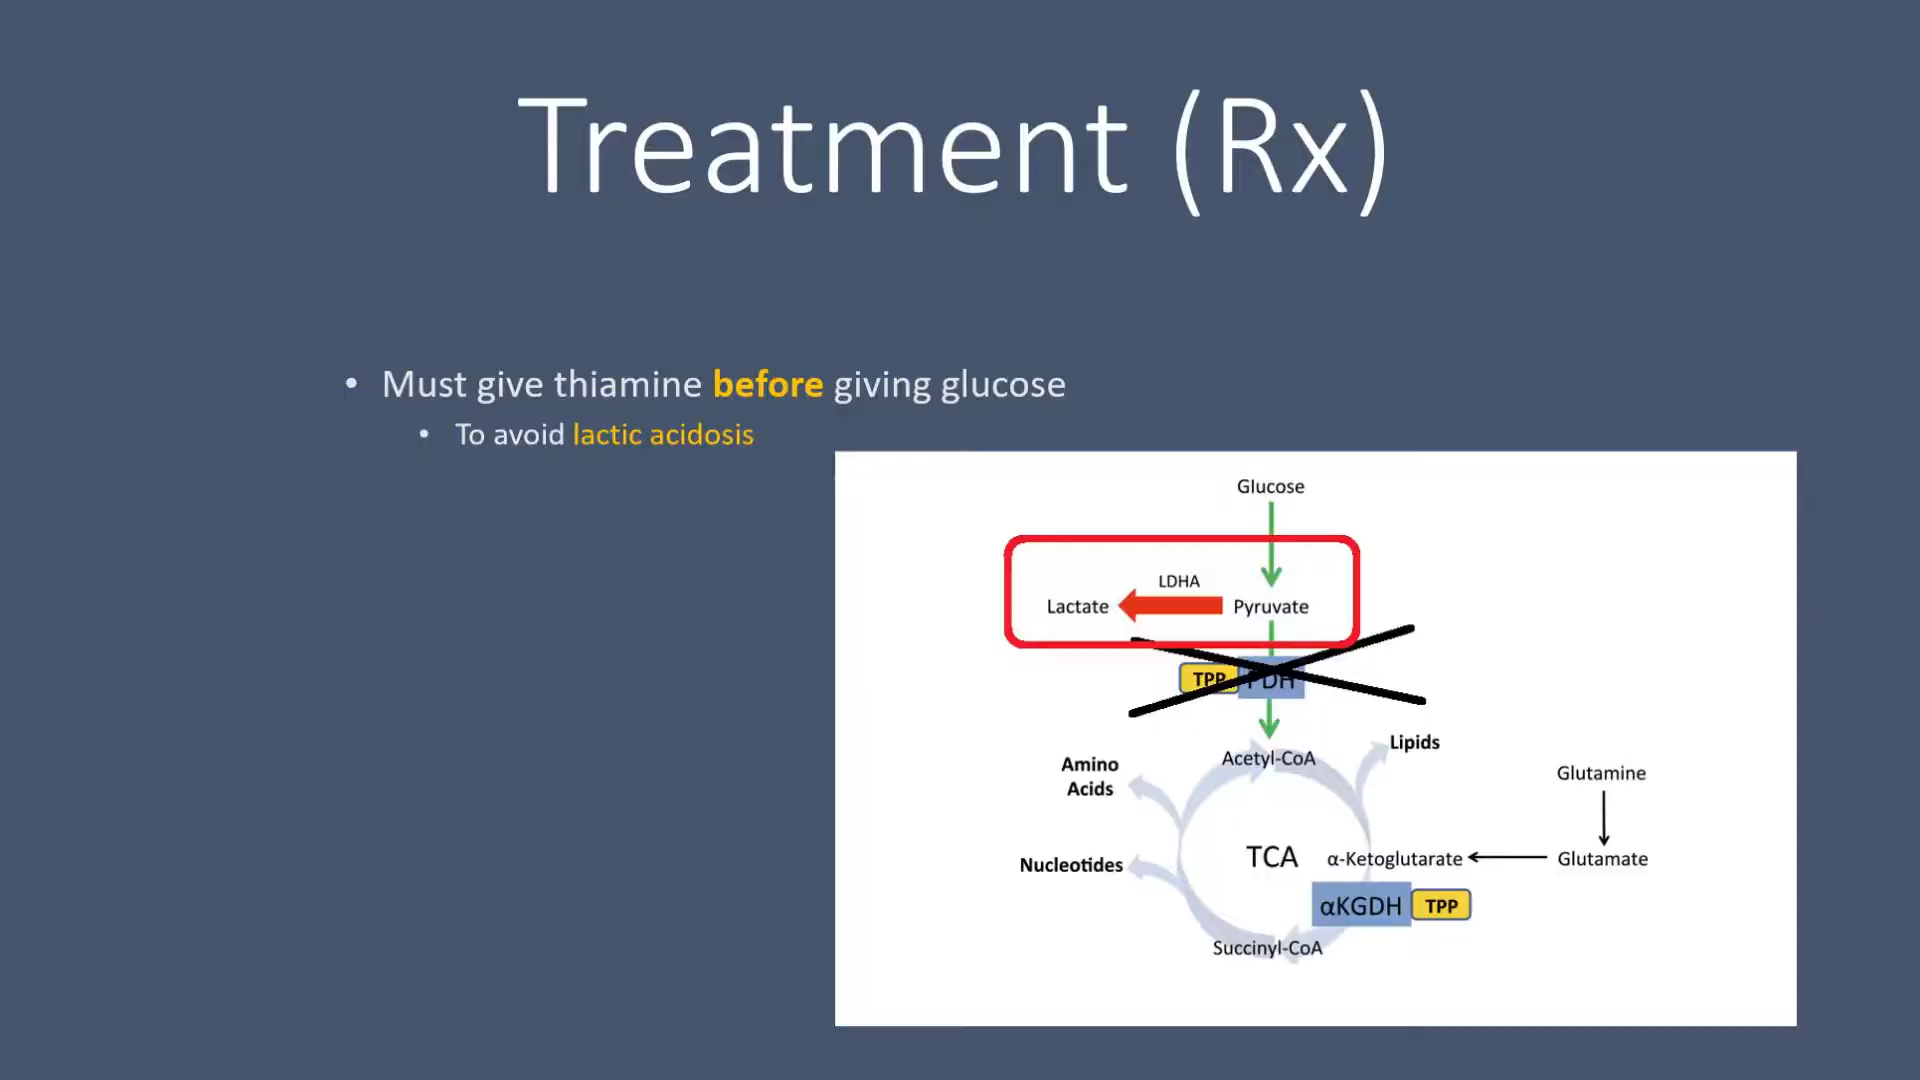 Treatment (Rx)
• Must give thiamine before giving glucose
• To avoid lactic acidosis
Glucose
LDHA
Lactate
Pyruvate
TPP
PDH
Acetyl-CoA
Lipids
Amino
Acids
Glutamine
TCA
α-Ketoglutarate
Glutamate
Nucleotides
αKGDH
TPP
Succinyl-CoA